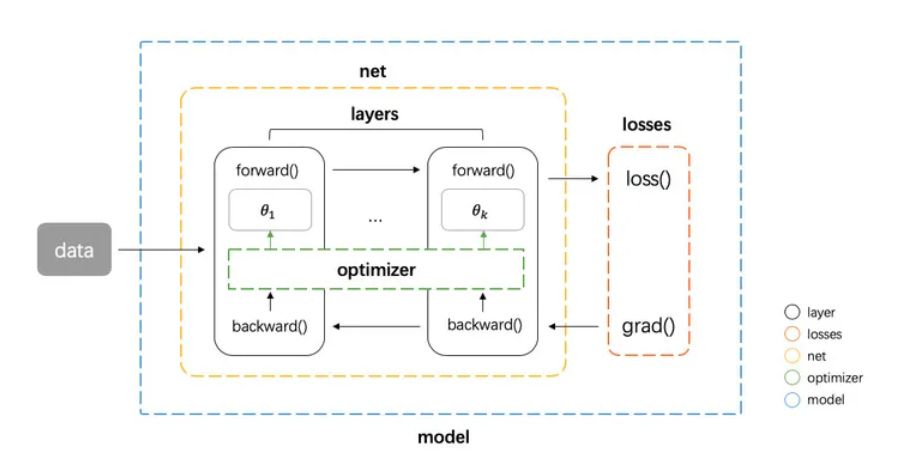 net
layers
losses
forward()
forward()
loss()
θ₁
...
θₖ
data
optimizer
backward()
backward()
grad()
layer
losses
net
optimizer
model
model